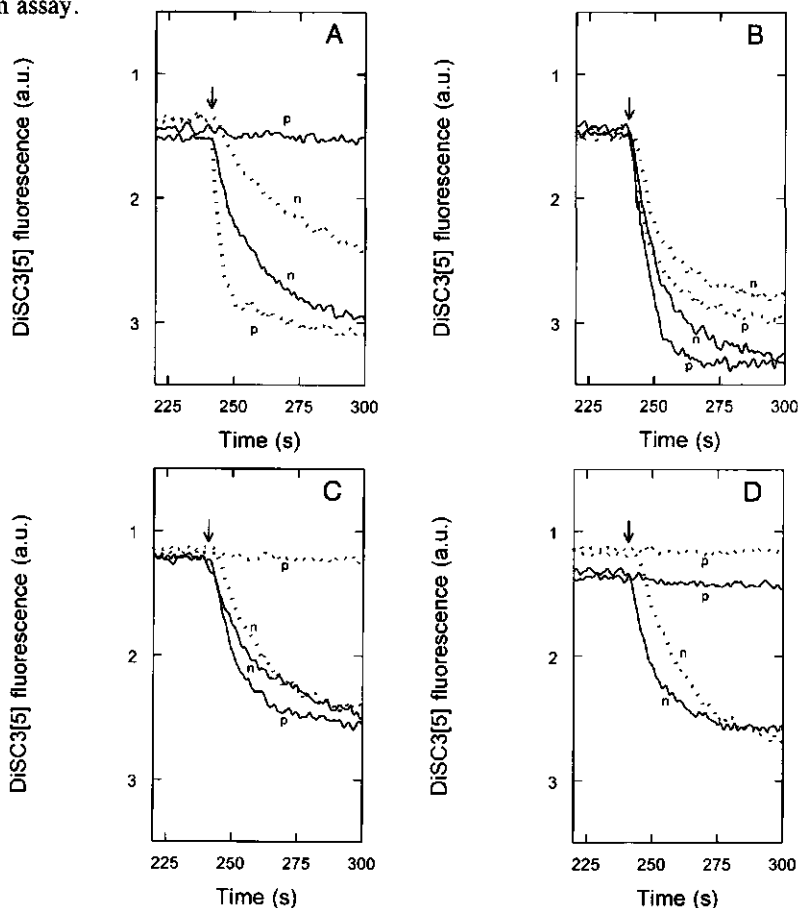 n assay.
A
DiSC3[5] fluorescence (a.u.)
1
2
3
p
n
n
p
225 250 275 300
Time (s)
B
DiSC3[5] fluorescence (a.u.)
1
2
3
n
p
n
p
225 250 275 300
Time (s)
C
DiSC3[5] fluorescence (a.u.)
1
2
3
p
n
n
p
225 250 275 300
Time (s)
D
DiSC3[5] fluorescence (a.u.)
1
2
3
p
p
n
n
225 250 275 300
Time (s)